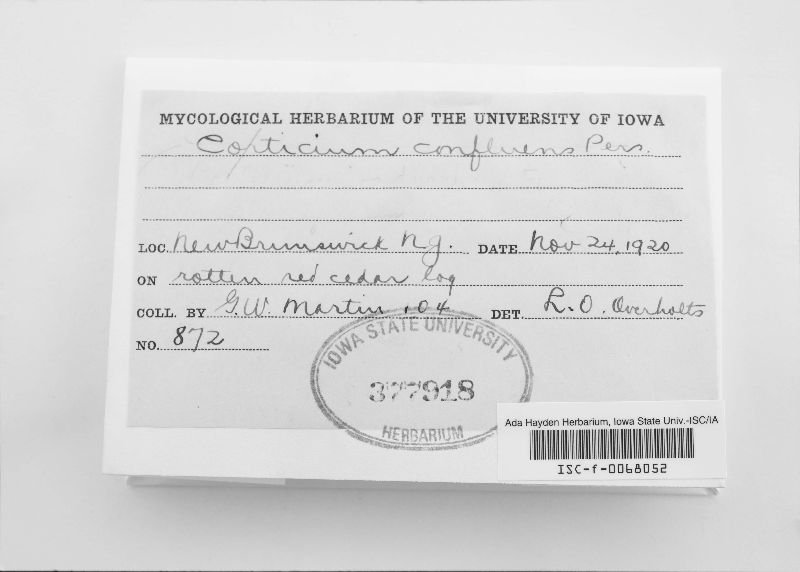 MYCOLOGICAL HERBARIUM OF THE UNIVERSITY OF IOWA
Corticium confluens Pers.
LOC. New Brunswick N.J. DATE Nov 24, 1920
ON rotten red cedar log
COLL. BY G.W. Martin .04 DET. L.O. Overholts
NO. 872
IOWA STATE UNIVERSITY
377918
HERBARIUM
Ada Hayden Herbarium, Iowa State Univ.-ISC/IA
ISC-f-0068052